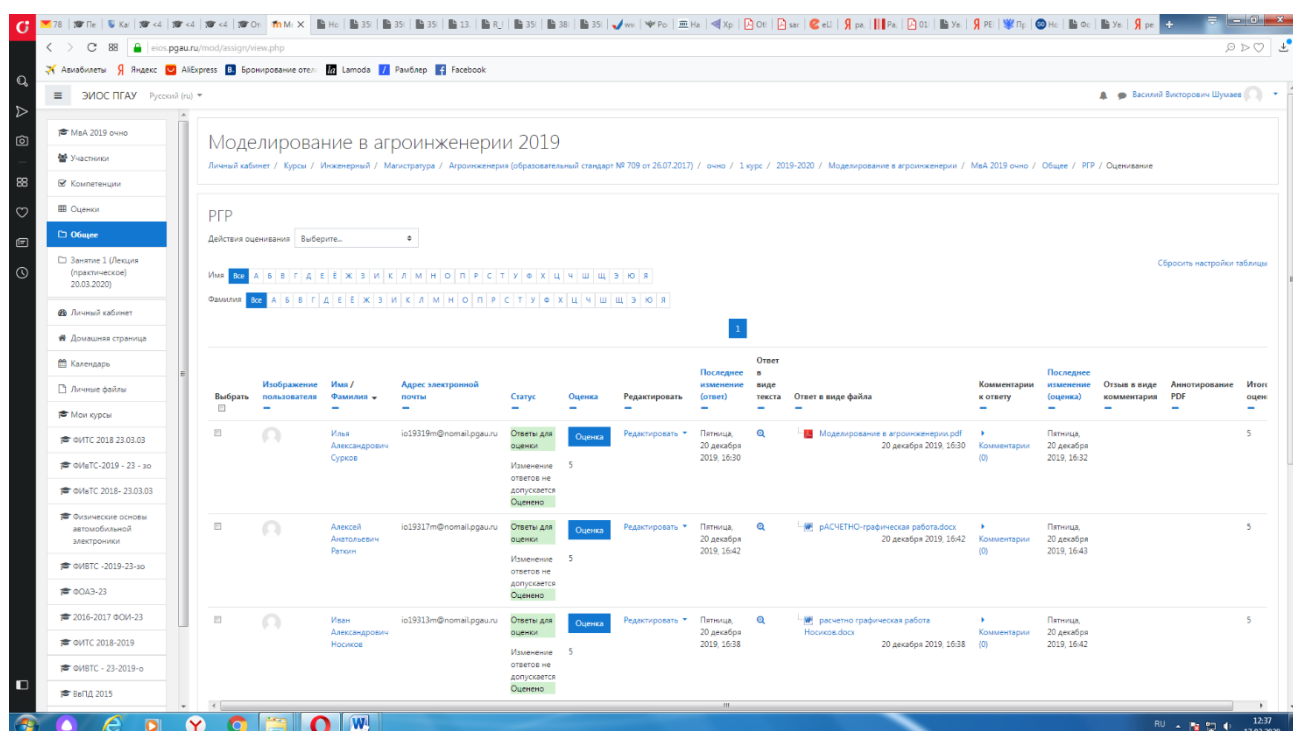 78
eios.pgau.ru/mod/assign/view.php
Авиабилеты Яндекс AliExpress Бронирование отел Lamoda Рамблер Facebook
ЭИОС ПГАУ Русский (ru)
Василий Викторович Шумаев
МвА 2019 очно
Участники
Компетенции
Оценки
Общее
Занятие 1 (Лекция
(практическое)
20.03.2020)
Личный кабинет
Домашняя страница
Календарь
Личные файлы
Мои курсы
ФИТС 2018 23.03.03
ФИвТС-2019 - 23 - зо
ФИвТС 2018- 23.03.03
Физические основы
автомобильной
электроники
ФИВТС -2019-23-зо
ФОАЭ-23
2016-2017 ФОИ-23
ФИТС 2018-2019
ФИВТС - 23-2019-о
ВвПД 2015
Моделирование в агроинженерии 2019
Личный кабинет / Курсы / Инженерный / Магистратура / Агроинженерия (образовательный стандарт № 709 от 26.07.2017) / очно / 1 курс / 2019-2020 / Моделирование в агроинженерии / МвА 2019 очно / Общее / РГР / Оценивание
РГР
Действия оценивания Выберите...
Сбросить настройки таблицы
Имя Все А Б В Г Д Е Ё Ж З И К Л М Н О П Р С Т У Ф Х Ц Ч Ш Щ Э Ю Я
Фамилия Все А Б В Г Д Е Ё Ж З И К Л М Н О П Р С Т У Ф Х Ц Ч Ш Щ Э Ю Я
1
Выбрать
Изображение
пользователя
Имя /
Фамилия
Адрес электронной
почты
Статус
Оценка
Редактировать
Последнее
изменение
(ответ)
Ответ
в
виде
текста
Ответ в виде файла
Комментарии
к ответу
Последнее
изменение
(оценка)
Отзыв в виде
комментария
Аннотирование
PDF
Илья
Александрович
Сурков
io19319m@nomail.pgau.ru
Ответы для
оценки
Изменение
ответов не
допускается
Оценено
Оценка
5
Редактировать
Пятница,
20 декабря
2019, 16:30
Моделирование в агроинженерии.pdf
20 декабря 2019, 16:30
Комментарии
(0)
Пятница,
20 декабря
2019, 16:32
5
Алексей
Анатольевич
Раткин
io19317m@nomail.pgau.ru
Ответы для
оценки
Изменение
ответов не
допускается
Оценено
Оценка
5
Редактировать
Пятница,
20 декабря
2019, 16:42
рАСЧЕТНО-графическая работа.docx
20 декабря 2019, 16:42
Комментарии
(0)
Пятница,
20 декабря
2019, 16:43
5
Иван
Александрович
Носиков
io19313m@nomail.pgau.ru
Ответы для
оценки
Изменение
ответов не
допускается
Оценено
Оценка
5
Редактировать
Пятница,
20 декабря
2019, 16:38
расчетно графическая работа
Носиков.docx
20 декабря 2019, 16:38
Комментарии
(0)
Пятница,
20 декабря
2019, 16:42
5
RU
12:37